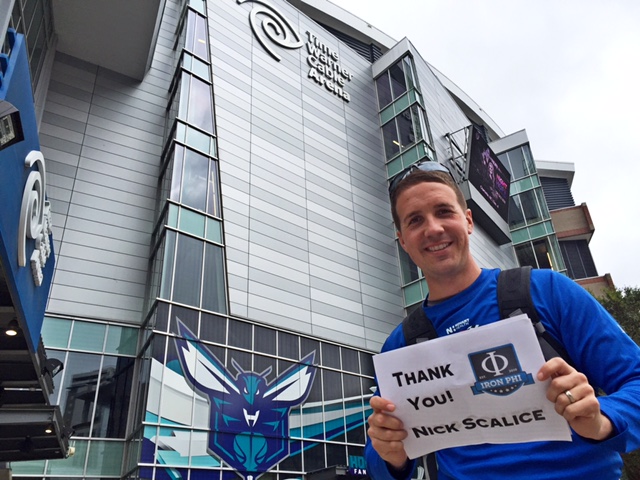 Time
Warner
Cable
Arena
THANK
YOU!
NICK SCALICE
Φ
IRON PHI